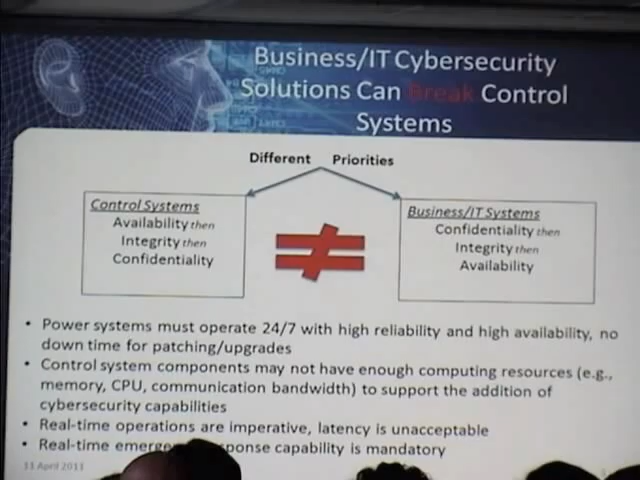 Business/IT Cybersecurity
Solutions Can Break Control
Systems
Different Priorities
Control Systems
Availability then
Integrity then
Confidentiality
Business/IT Systems
Confidentiality then
Integrity then
Availability
• Power systems must operate 24/7 with high reliability and high availability, no
down time for patching/upgrades
• Control system components may not have enough computing resources (e.g.,
memory, CPU, communication bandwidth) to support the addition of
cybersecurity capabilities
• Real-time operations are imperative, latency is unacceptable
• Real-time capability is mandatory
11 April 2011